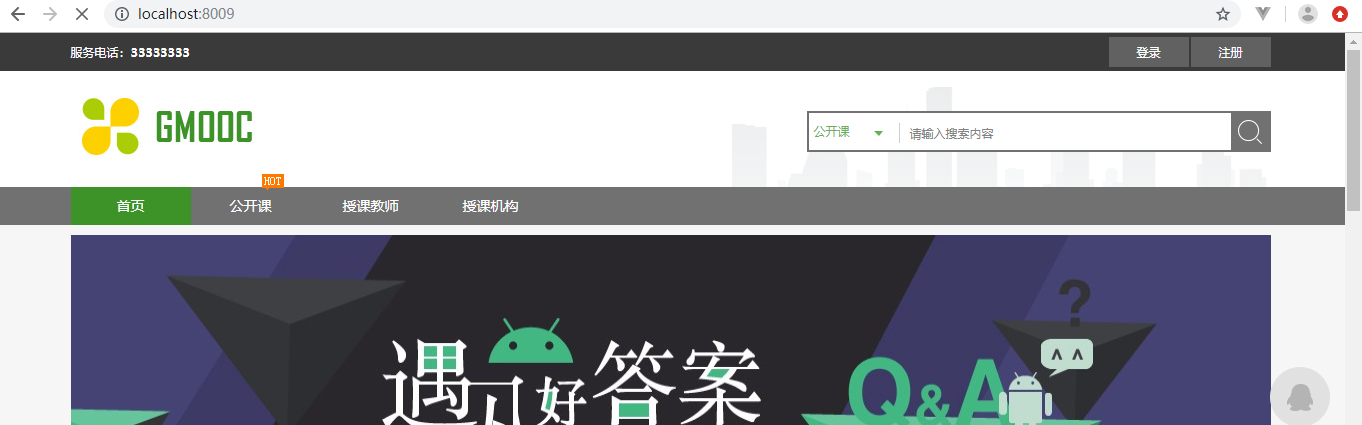 localhost:8009
服务电话：33333333
登录
注册
GMOOC
公开课
请输入搜索内容
HOT
首页
公开课
授课教师
授课机构
?
遇见好答案
Q&A